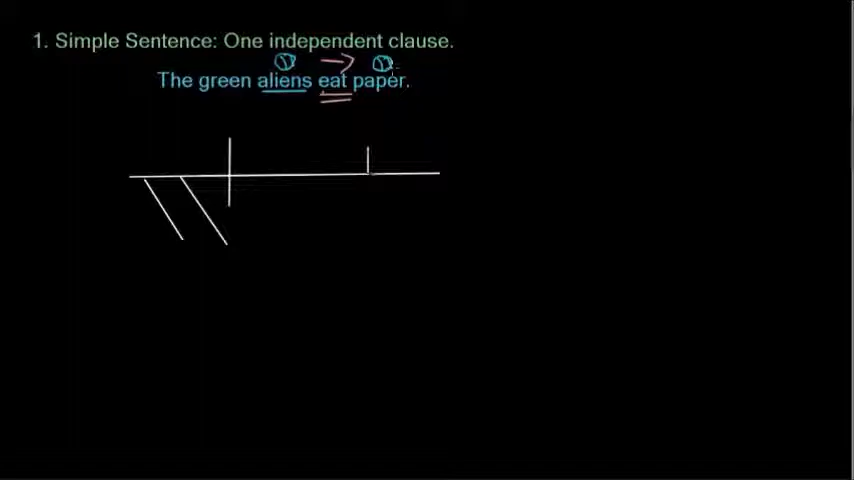 1. Simple Sentence: One independent clause.
The green aliens eat paper.